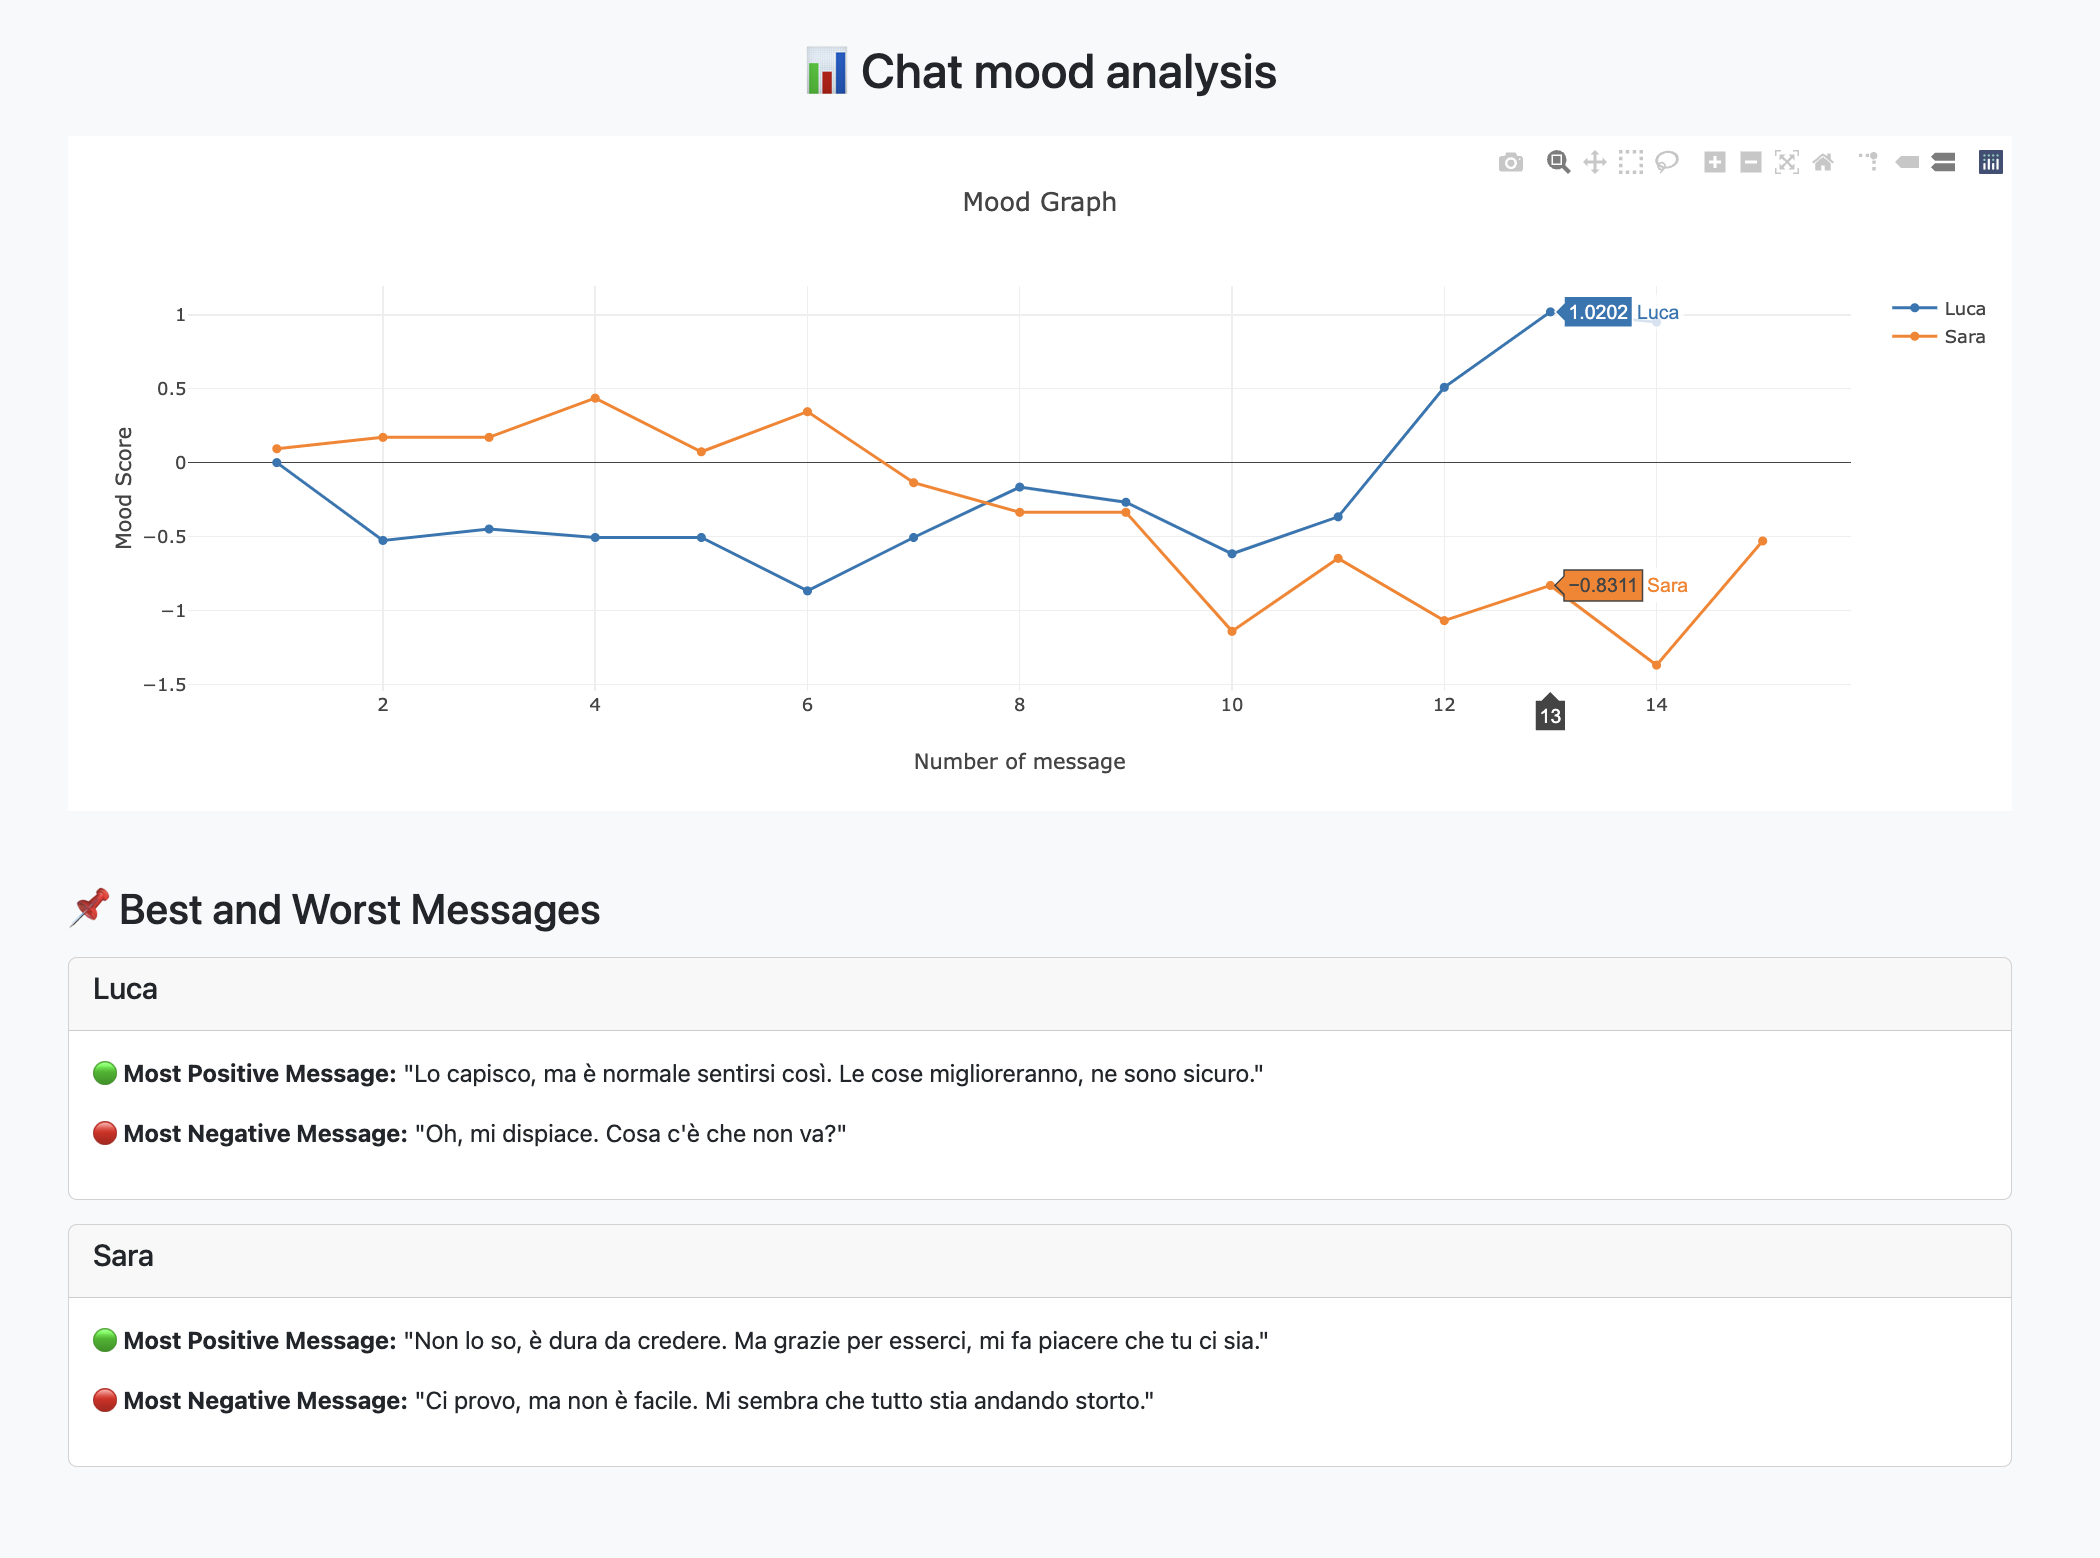 📊 Chat mood analysis
Mood Graph
1
0.5
0
−0.5
−1
−1.5
Mood Score
1.0202 Luca
−0.8311 Sara
Luca
Sara
2 4 6 8 10 12 13 14
Number of message
📌 Best and Worst Messages
Luca
🟢 Most Positive Message: "Lo capisco, ma è normale sentirsi così. Le cose miglioreranno, ne sono sicuro."
🔴 Most Negative Message: "Oh, mi dispiace. Cosa c'è che non va?"
Sara
🟢 Most Positive Message: "Non lo so, è dura da credere. Ma grazie per esserci, mi fa piacere che tu ci sia."
🔴 Most Negative Message: "Ci provo, ma non è facile. Mi sembra che tutto stia andando storto."